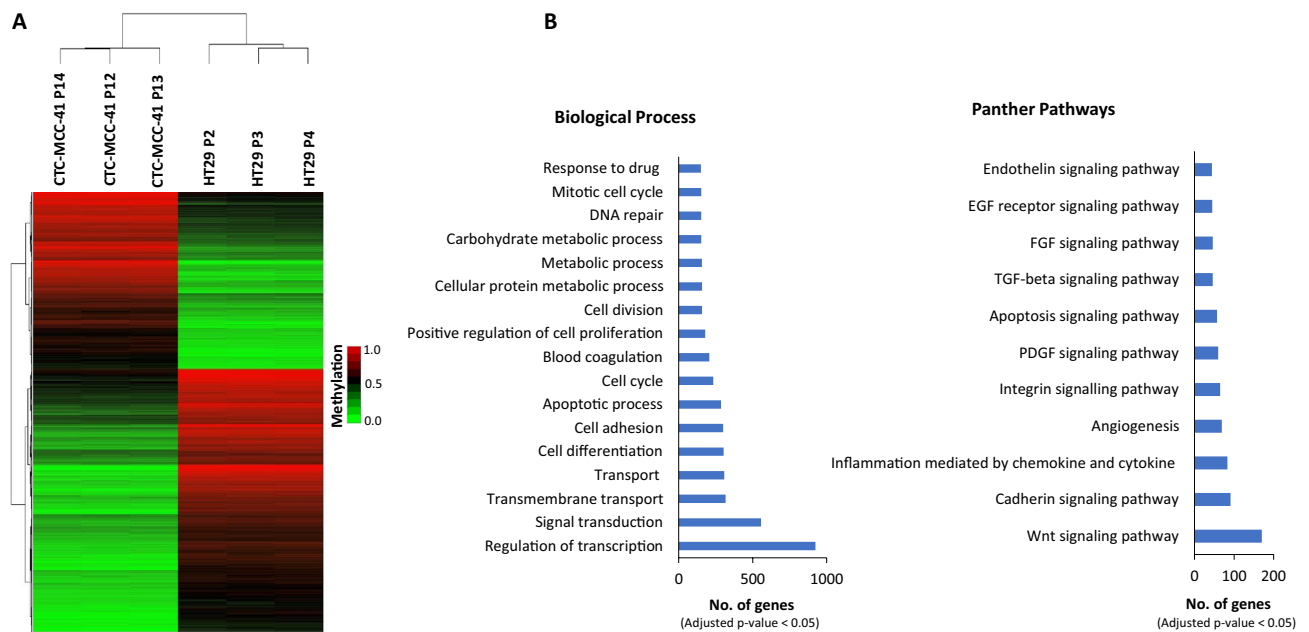 A
CTC-MCC-41 P14
CTC-MCC-41 P12
CTC-MCC-41 P13
HT29 P2
HT29 P3
HT29 P4
Methylation
1.0
0.5
0.0
B
Biological Process
Response to drug
Mitotic cell cycle
DNA repair
Carbohydrate metabolic process
Metabolic process
Cellular protein metabolic process
Cell division
Positive regulation of cell proliferation
Blood coagulation
Cell cycle
Apoptotic process
Cell adhesion
Cell differentiation
Transport
Transmembrane transport
Signal transduction
Regulation of transcription
0 500 1000
No. of genes
(Adjusted p-value < 0.05)
Panther Pathways
Endothelin signaling pathway
EGF receptor signaling pathway
FGF signaling pathway
TGF-beta signaling pathway
Apoptosis signaling pathway
PDGF signaling pathway
Integrin signalling pathway
Angiogenesis
Inflammation mediated by chemokine and cytokine
Cadherin signaling pathway
Wnt signaling pathway
0 100 200
No. of genes
(Adjusted p-value < 0.05)